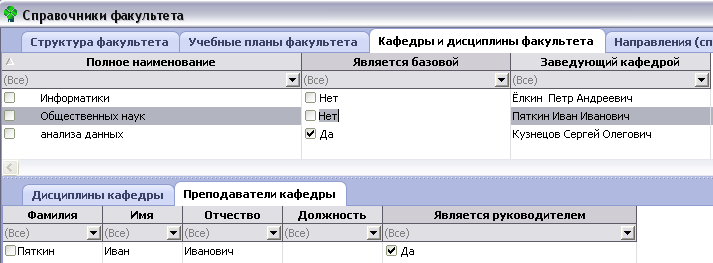 Справочники факультета
Структура факультета Учебные планы факультета Кафедры и дисциплины факультета Направления (сп
Полное наименование Является базовой Заведующий кафедрой
(Все) (Все) (Все)
Информатики Нет Ёлкин Петр Андреевич
Общественных наук Нет Пяткин Иван Иванович
анализа данных Да Кузнецов Сергей Олегович
Дисциплины кафедры Преподаватели кафедры
Фамилия Имя Отчество Должность Является руководителем
(Все) (Все) (Все) (Все) (Все)
Пяткин Иван Иванович Да